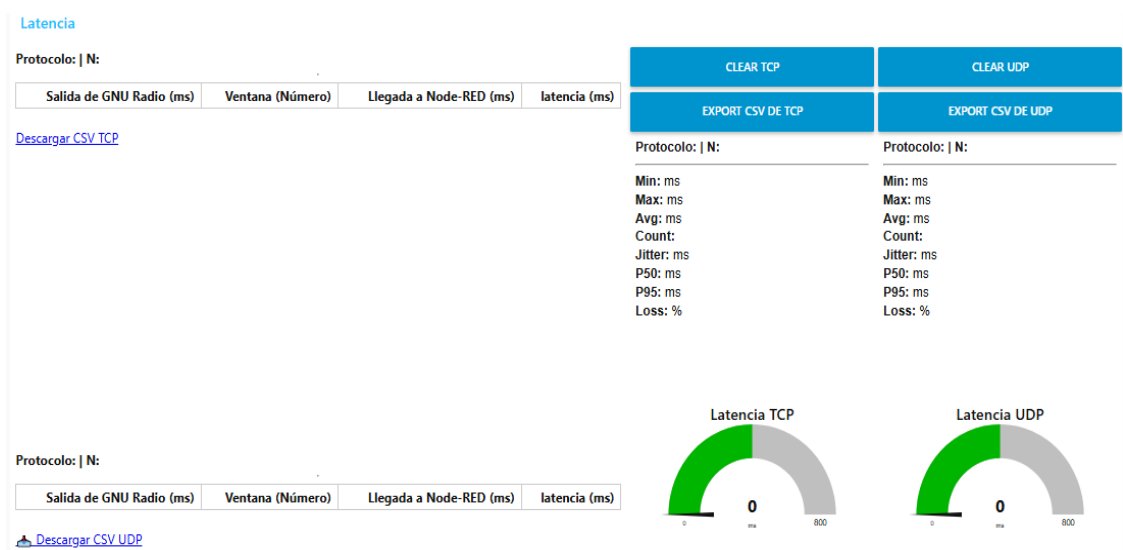 Latencia
Protocolo: | N:
Salida de GNU Radio (ms) Ventana (Número) Llegada a Node-RED (ms) latencia (ms)
Descargar CSV TCP
Protocolo: | N:
Salida de GNU Radio (ms) Ventana (Número) Llegada a Node-RED (ms) latencia (ms)
Descargar CSV UDP
CLEAR TCP
CLEAR UDP
EXPORT CSV DE TCP
EXPORT CSV DE UDP
Protocolo: | N:
Min: ms
Max: ms
Avg: ms
Count:
Jitter: ms
P50: ms
P95: ms
Loss: %
Protocolo: | N:
Min: ms
Max: ms
Avg: ms
Count:
Jitter: ms
P50: ms
P95: ms
Loss: %
Latencia TCP
0
0 ms 800
Latencia UDP
0
0 ms 800